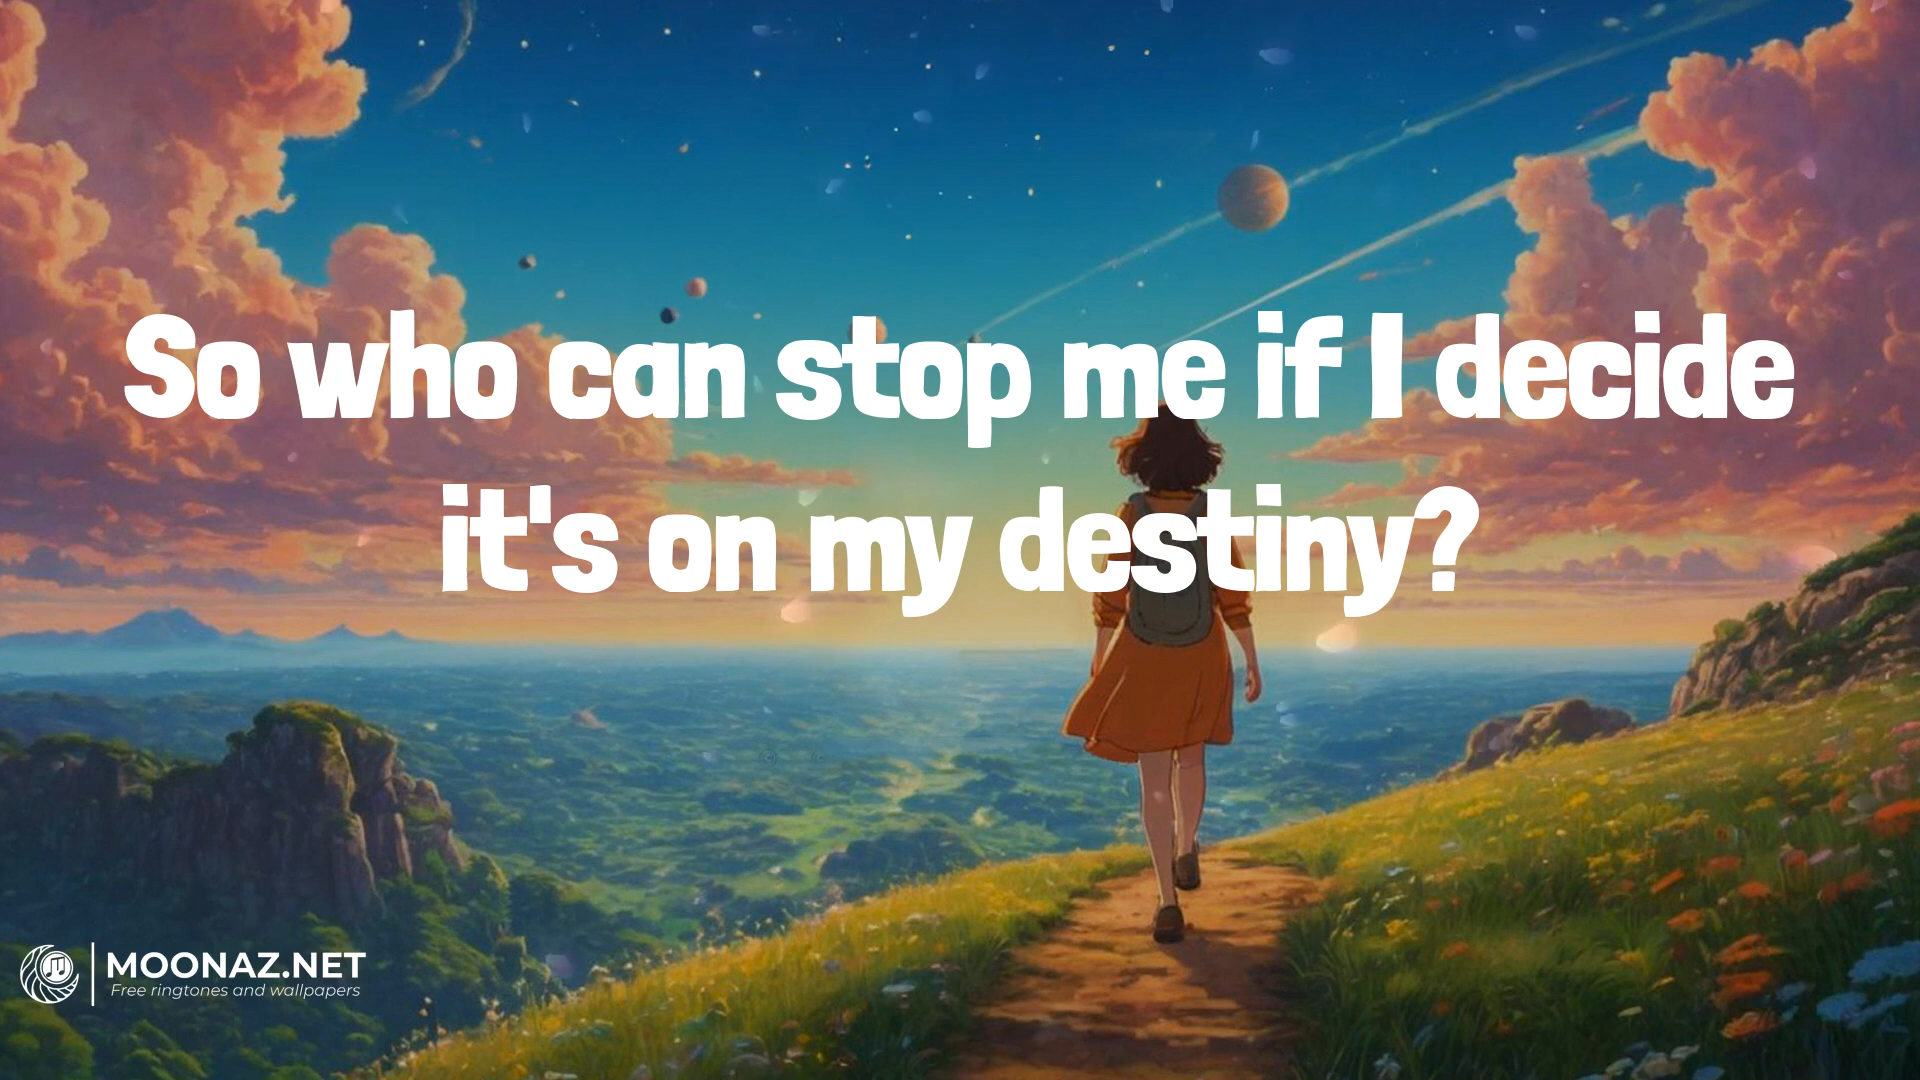 So who can stop me if I decide
it's on my destiny?
MOONAZ.NET
Free ringtones and wallpapers